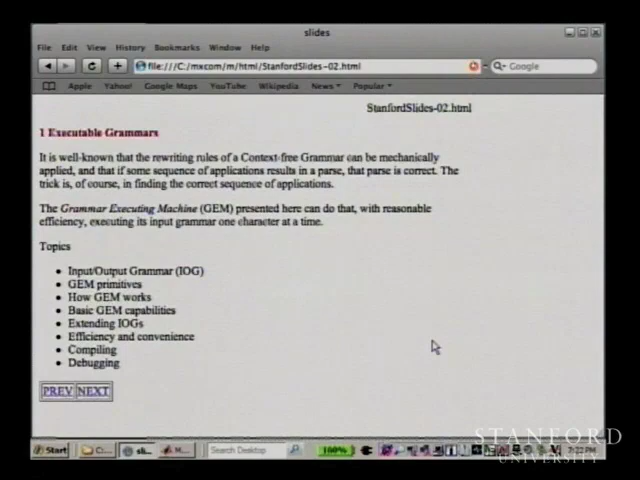 slides
File Edit View History Bookmarks Window Help
file:///C:/mxcom/m/html/StanfordSlides-02.html
Google
Apple Yahoo! Google Maps YouTube Wikipedia News Popular
StanfordSlides-02.html
1 Executable Grammars
It is well-known that the rewriting rules of a Context-free Grammar can be mechanically
applied, and that if some sequence of applications results in a parse, that parse is correct. The
trick is, of course, in finding the correct sequence of applications.
The Grammar Executing Machine (GEM) presented here can do that, with reasonable
efficiency, executing its input grammar one character at a time.
Topics
• Input/Output Grammar (IOG)
• GEM primitives
• How GEM works
• Basic GEM capabilities
• Extending IOGs
• Efficiency and convenience
• Compiling
• Debugging
PREV NEXT
Start C... sli... M... Search Desktop 100%
STANFORD
UNIVERSITY